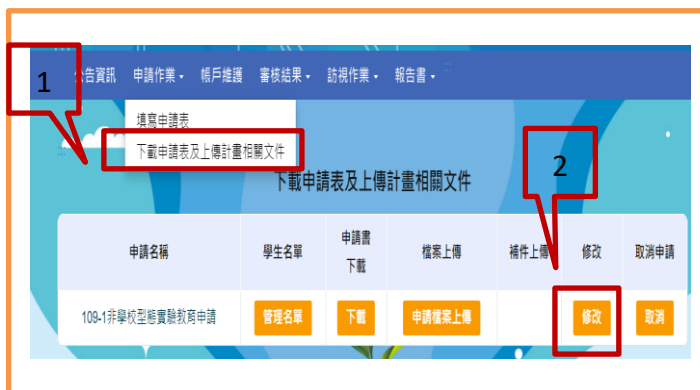 1
公告資訊 申請作業 帳戶維護 審核結果 訪視作業 報告書
填寫申請表
下載申請表及上傳計畫相關文件
下載申請表及上傳計畫相關文件
2
申請名稱 學生名單 申請書 檔案上傳 補件上傳 修改 取消申請
下載
109-1非學校型態實驗教育申請 管理名單 下載 申請檔案上傳 修改 取消